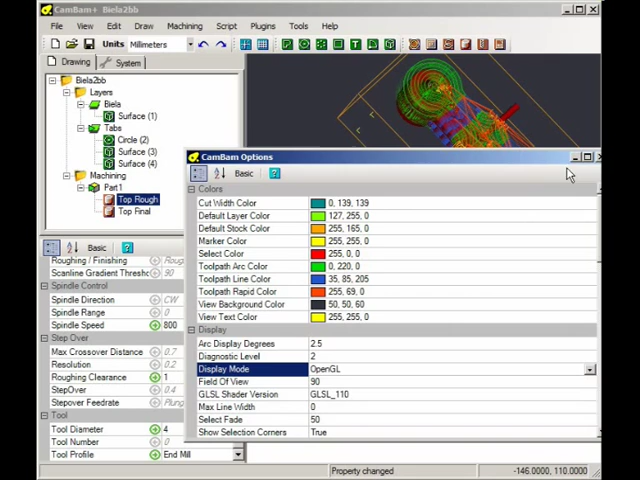 CamBam+ Biela2bb
File Edit View Draw Machining Script Plugins Tools Help
Units Millimeters
Drawing System
Biela2bb
Layers
Biela
Surface (1)
Tabs
Circle (2)
Surface (3)
Surface (4)
Machining
Part1
Top Rough
Top Final
Basic
Roughing / Finishing
Scanline Gradient Thresho 90
Spindle Control
Spindle Direction CW
Spindle Range 0
Spindle Speed 800
Step Over
Max Crossover Distance 0.7
Resolution 0.2
Roughing Clearance 1
StepOver 0.4
Stepover Feedrate Plung
Tool
Tool Diameter 4
Tool Number 0
Tool Profile End Mill
CamBam Options
Basic
Colors
Cut Width Color 0, 139, 139
Default Layer Color 127, 255, 0
Default Stock Color 255, 165, 0
Marker Color 255, 255, 0
Select Color 255, 0, 0
Toolpath Arc Color 0, 220, 0
Toolpath Line Color 35, 85, 205
Toolpath Rapid Color 255, 69, 0
View Background Color 50, 50, 60
View Text Color 255, 255, 0
Display
Arc Display Degrees 2.5
Diagnostic Level 2
Display Mode OpenGL
Field Of View 90
GLSL Shader Version GLSL_110
Max Line Width 0
Select Fade 50
Show Selection Corners True
Property changed
-146.0000, 110.0000